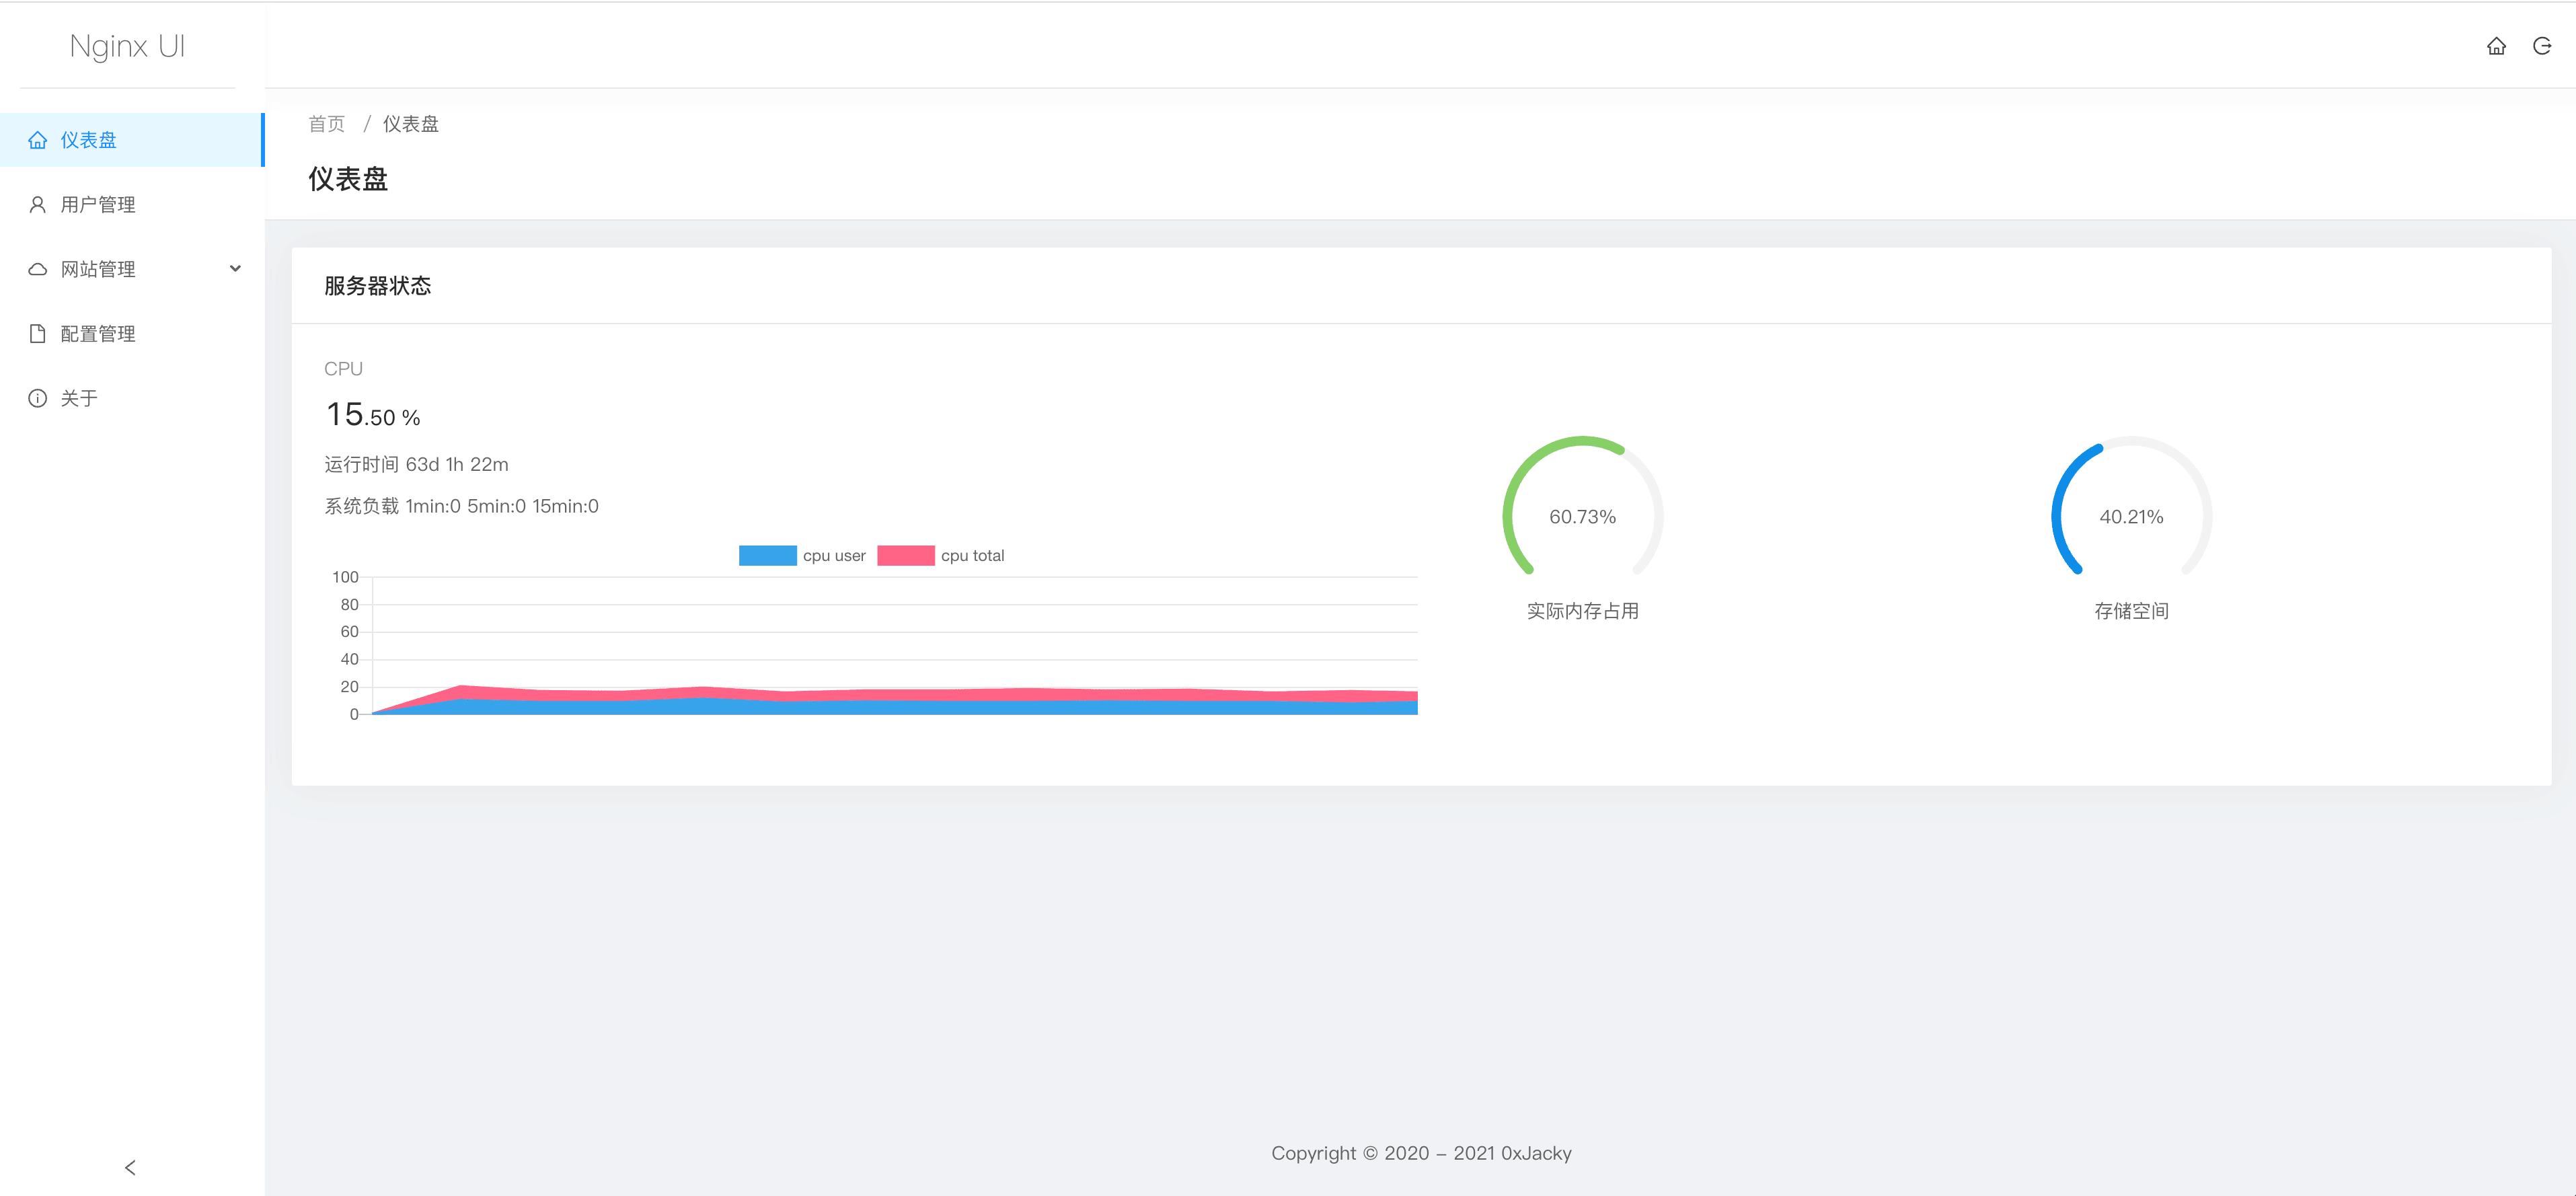 Nginx UI
仪表盘
用户管理
网站管理
配置管理
关于
首页 / 仪表盘
仪表盘
服务器状态
CPU
15.50 %
运行时间 63d 1h 22m
系统负载 1min:0 5min:0 15min:0
cpu user cpu total
100
80
60
40
20
0
60.73%
实际内存占用
40.21%
存储空间
Copyright © 2020 – 2021 0xJacky